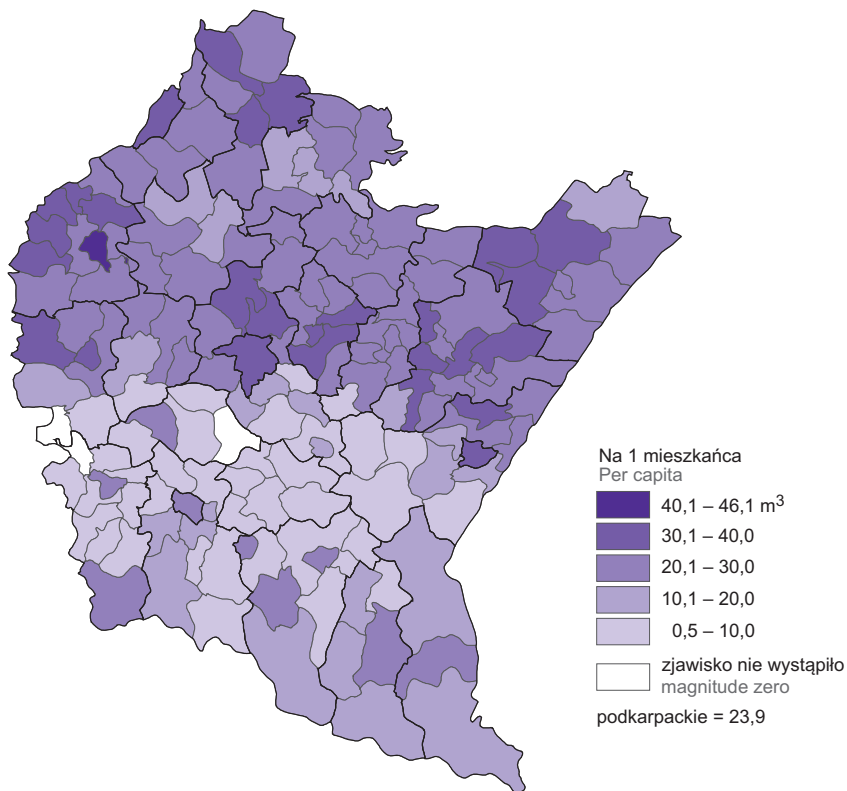 Na 1 mieszkańca
Per capita
40,1 – 46,1 m³
30,1 – 40,0
20,1 – 30,0
10,1 – 20,0
0,5 – 10,0
zjawisko nie wystąpiło
magnitude zero
podkarpackie = 23,9